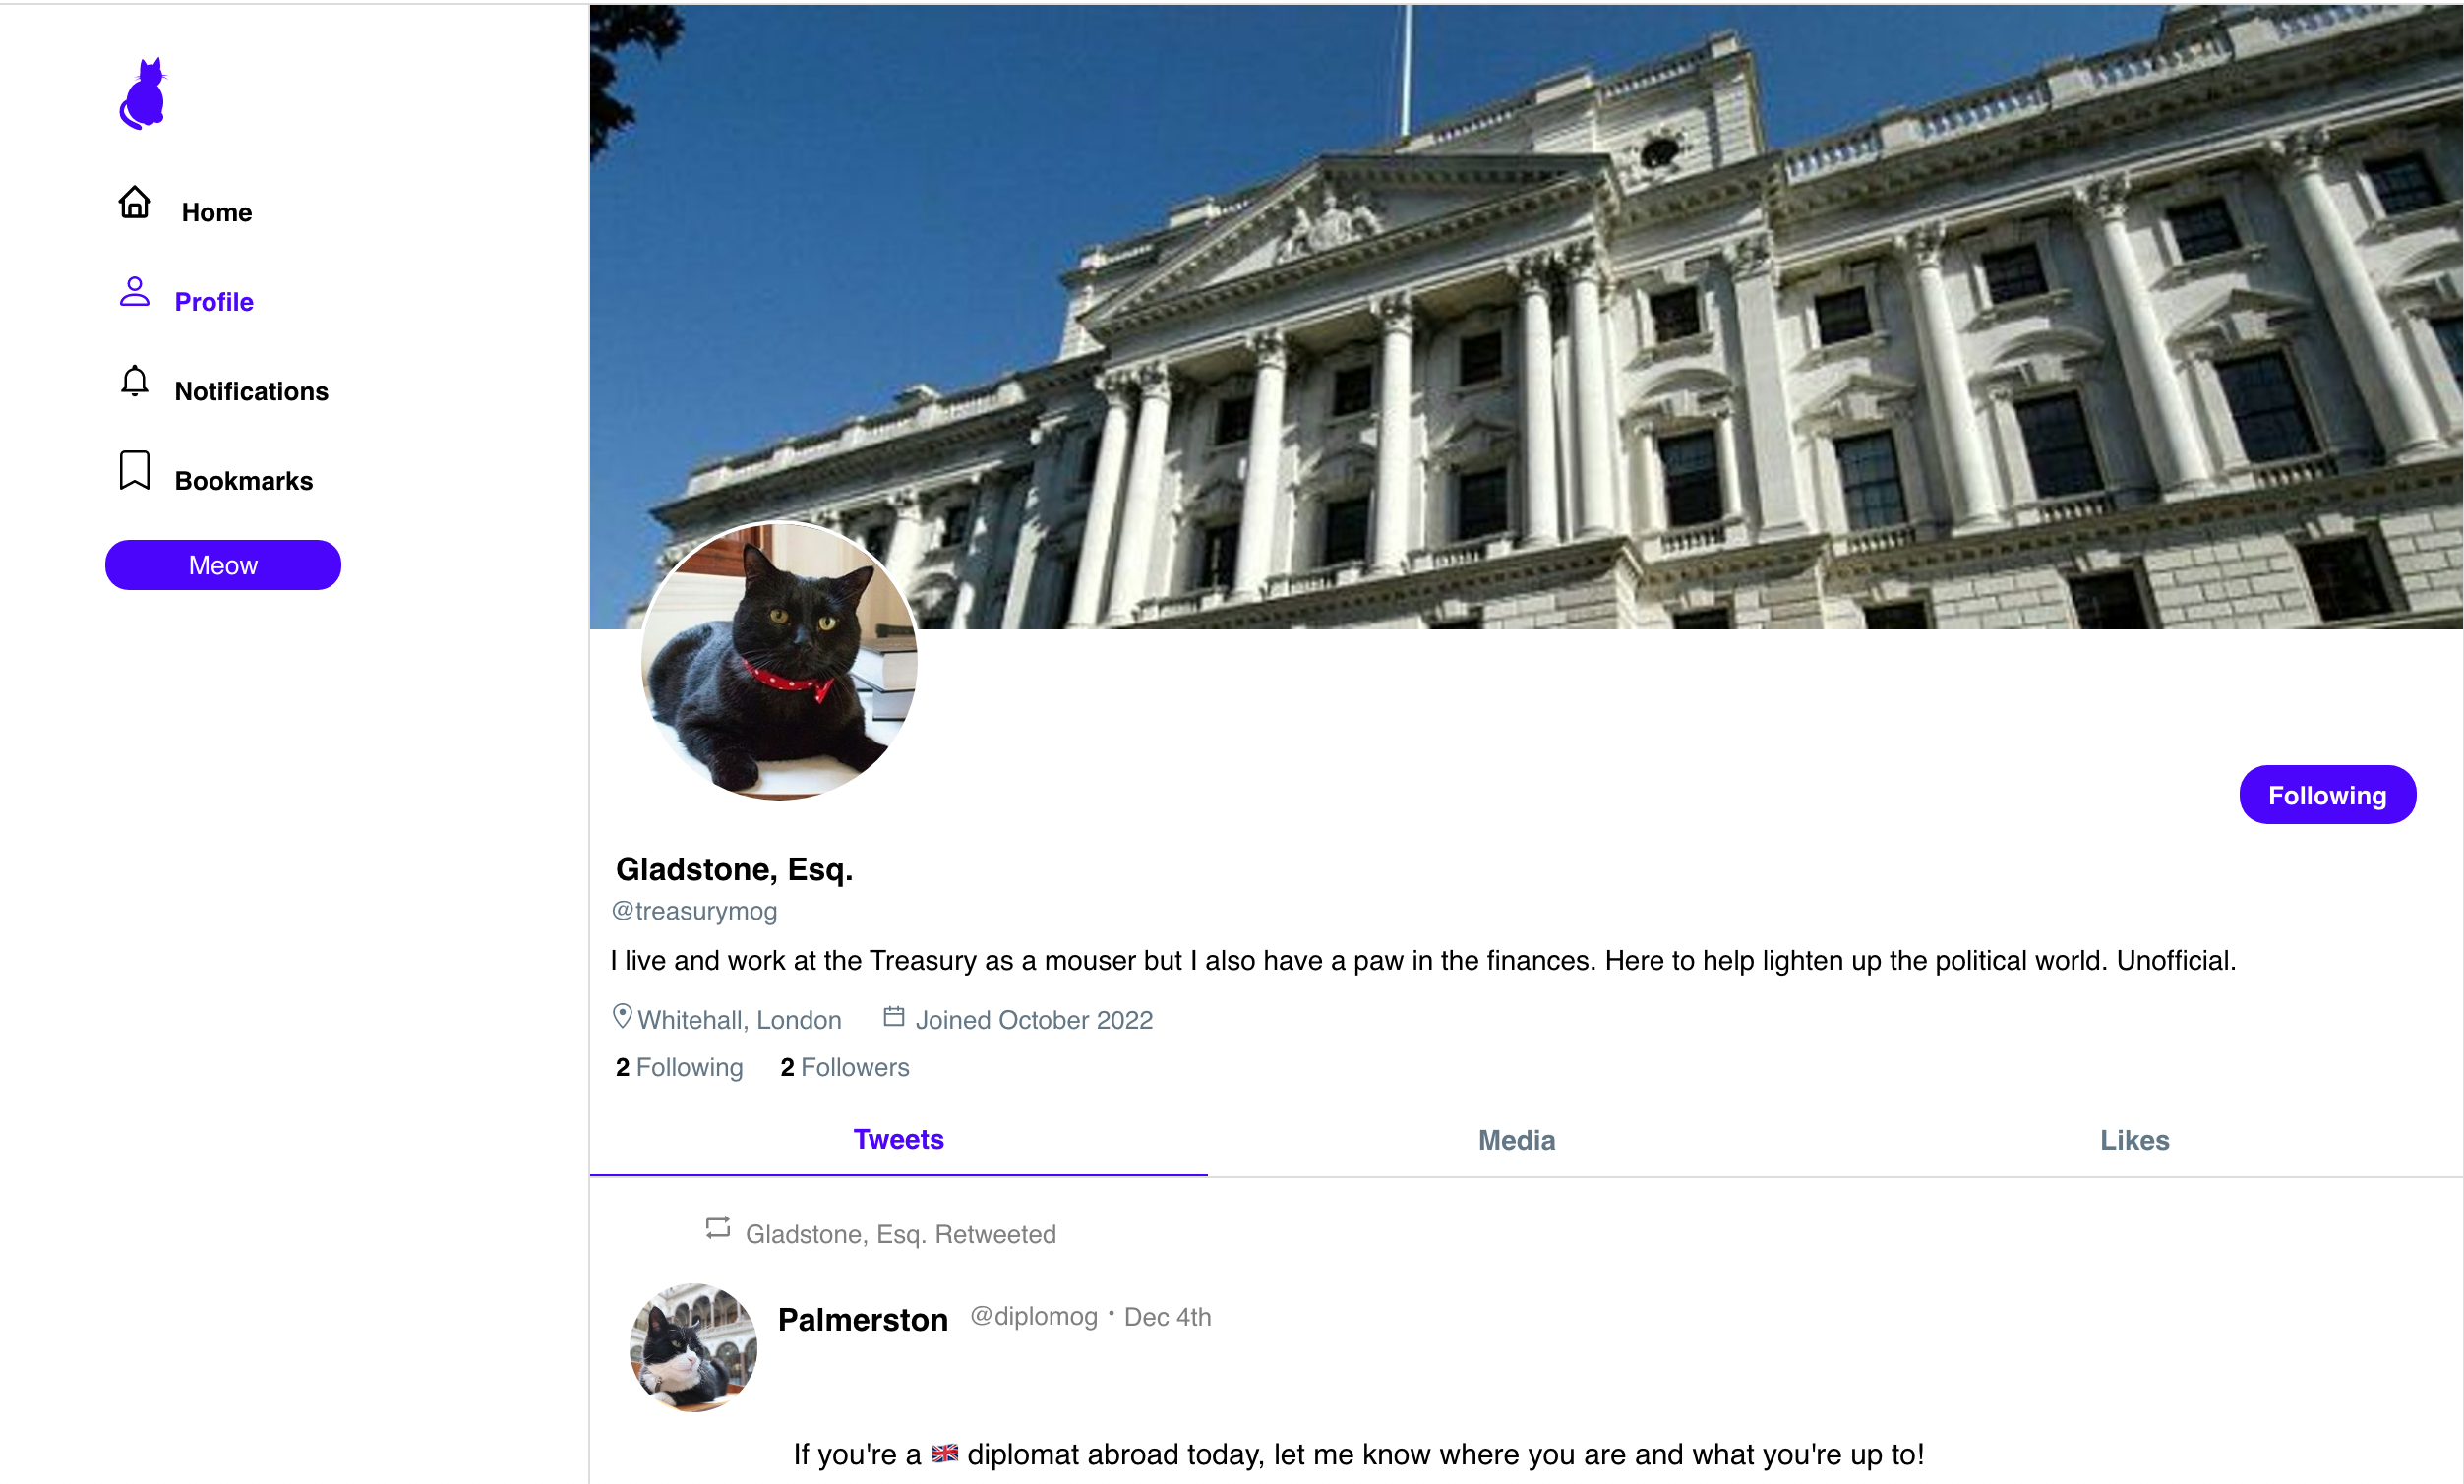 Home
Profile
Notifications
Bookmarks
Meow
Following
Gladstone, Esq.
@treasurymog
I live and work at the Treasury as a mouser but I also have a paw in the finances. Here to help lighten up the political world. Unofficial.
Whitehall, London Joined October 2022
2 Following 2 Followers
Tweets Media Likes
Gladstone, Esq. Retweeted
Palmerston @diplomog • Dec 4th
If you're a 🇬🇧 diplomat abroad today, let me know where you are and what you're up to!